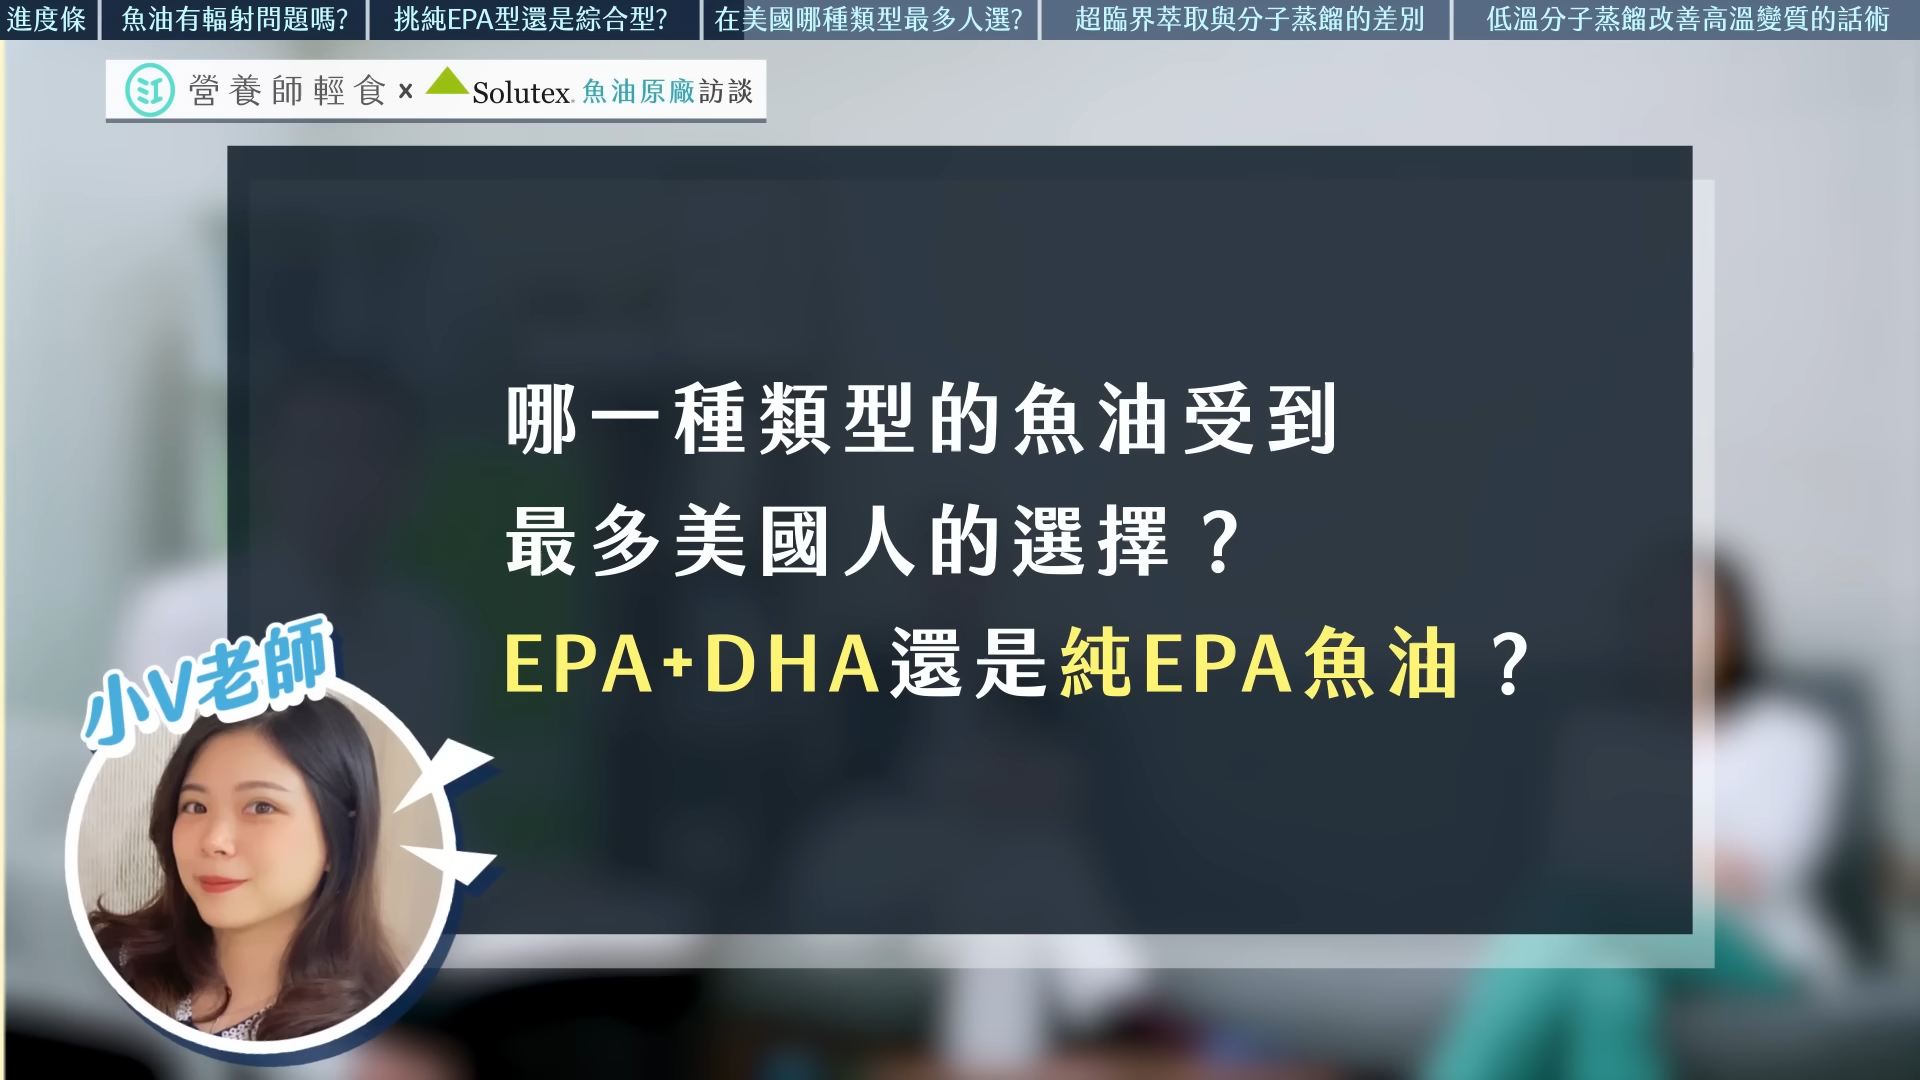 進度條
魚油有輻射問題嗎?
挑純EPA型還是綜合型?
在美國哪種類型最多人選?
超臨界萃取與分子蒸餾的差別
低溫分子蒸餾改善高溫變質的話術
營養師輕食 x Solutex 魚油原廠訪談
哪一種類型的魚油受到
最多美國人的選擇?
EPA+DHA還是純EPA魚油?
小V老師